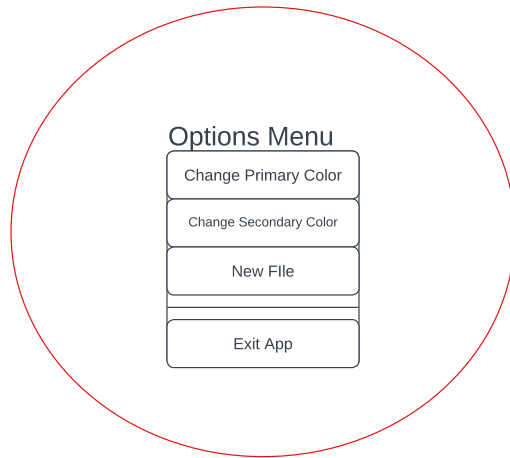 Options Menu
Change Primary Color
Change Secondary Color
New FIle
Exit App